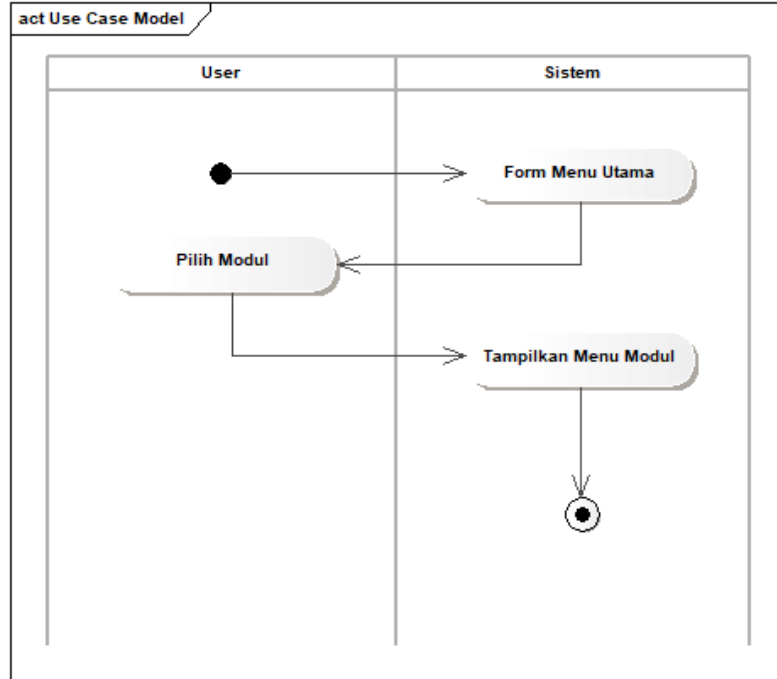 act Use Case Model
User
Sistem
Form Menu Utama
Pilih Modul
Tampilkan Menu Modul